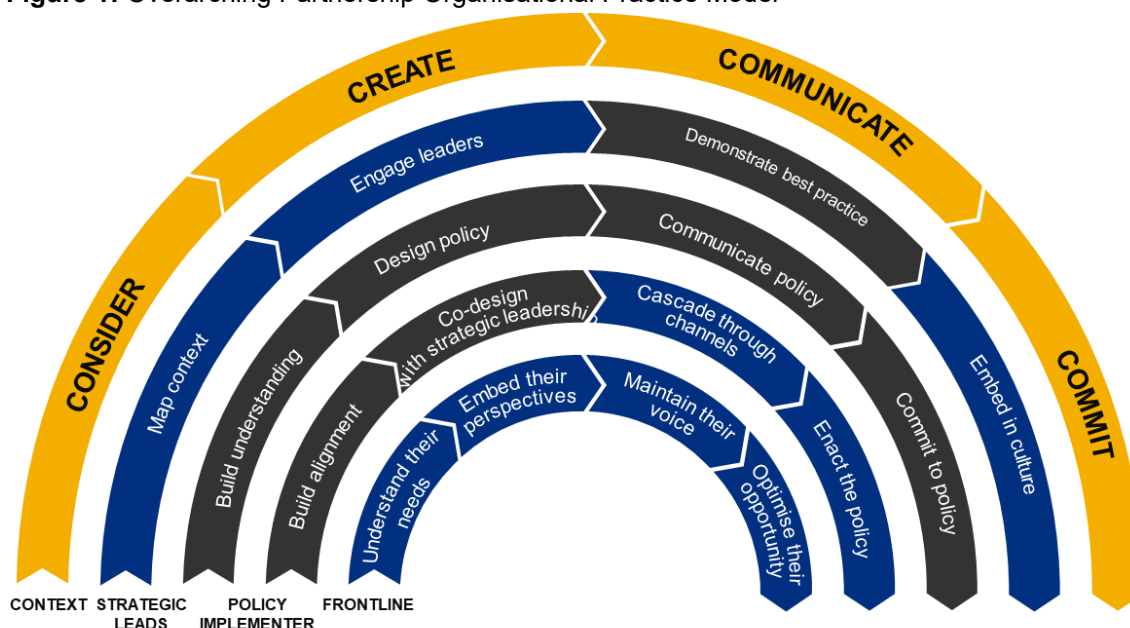 Figure 1: Overarching Partnership Organisational Practice Model
CONSIDER
CREATE
COMMUNICATE
COMMIT
Map context
Engage leaders
Demonstrate best practice
Embed in culture
Build understanding
Design policy
Communicate policy
Commit to policy
Build alignment
Co-design
with strategic leadership
Cascade through
channels
Enact the policy
Understand their
needs
Embed their
perspectives
Maintain their
voice
Optimise their
opportunity
CONTEXT
STRATEGIC
LEADS
POLICY
IMPLEMENTER
FRONTLINE